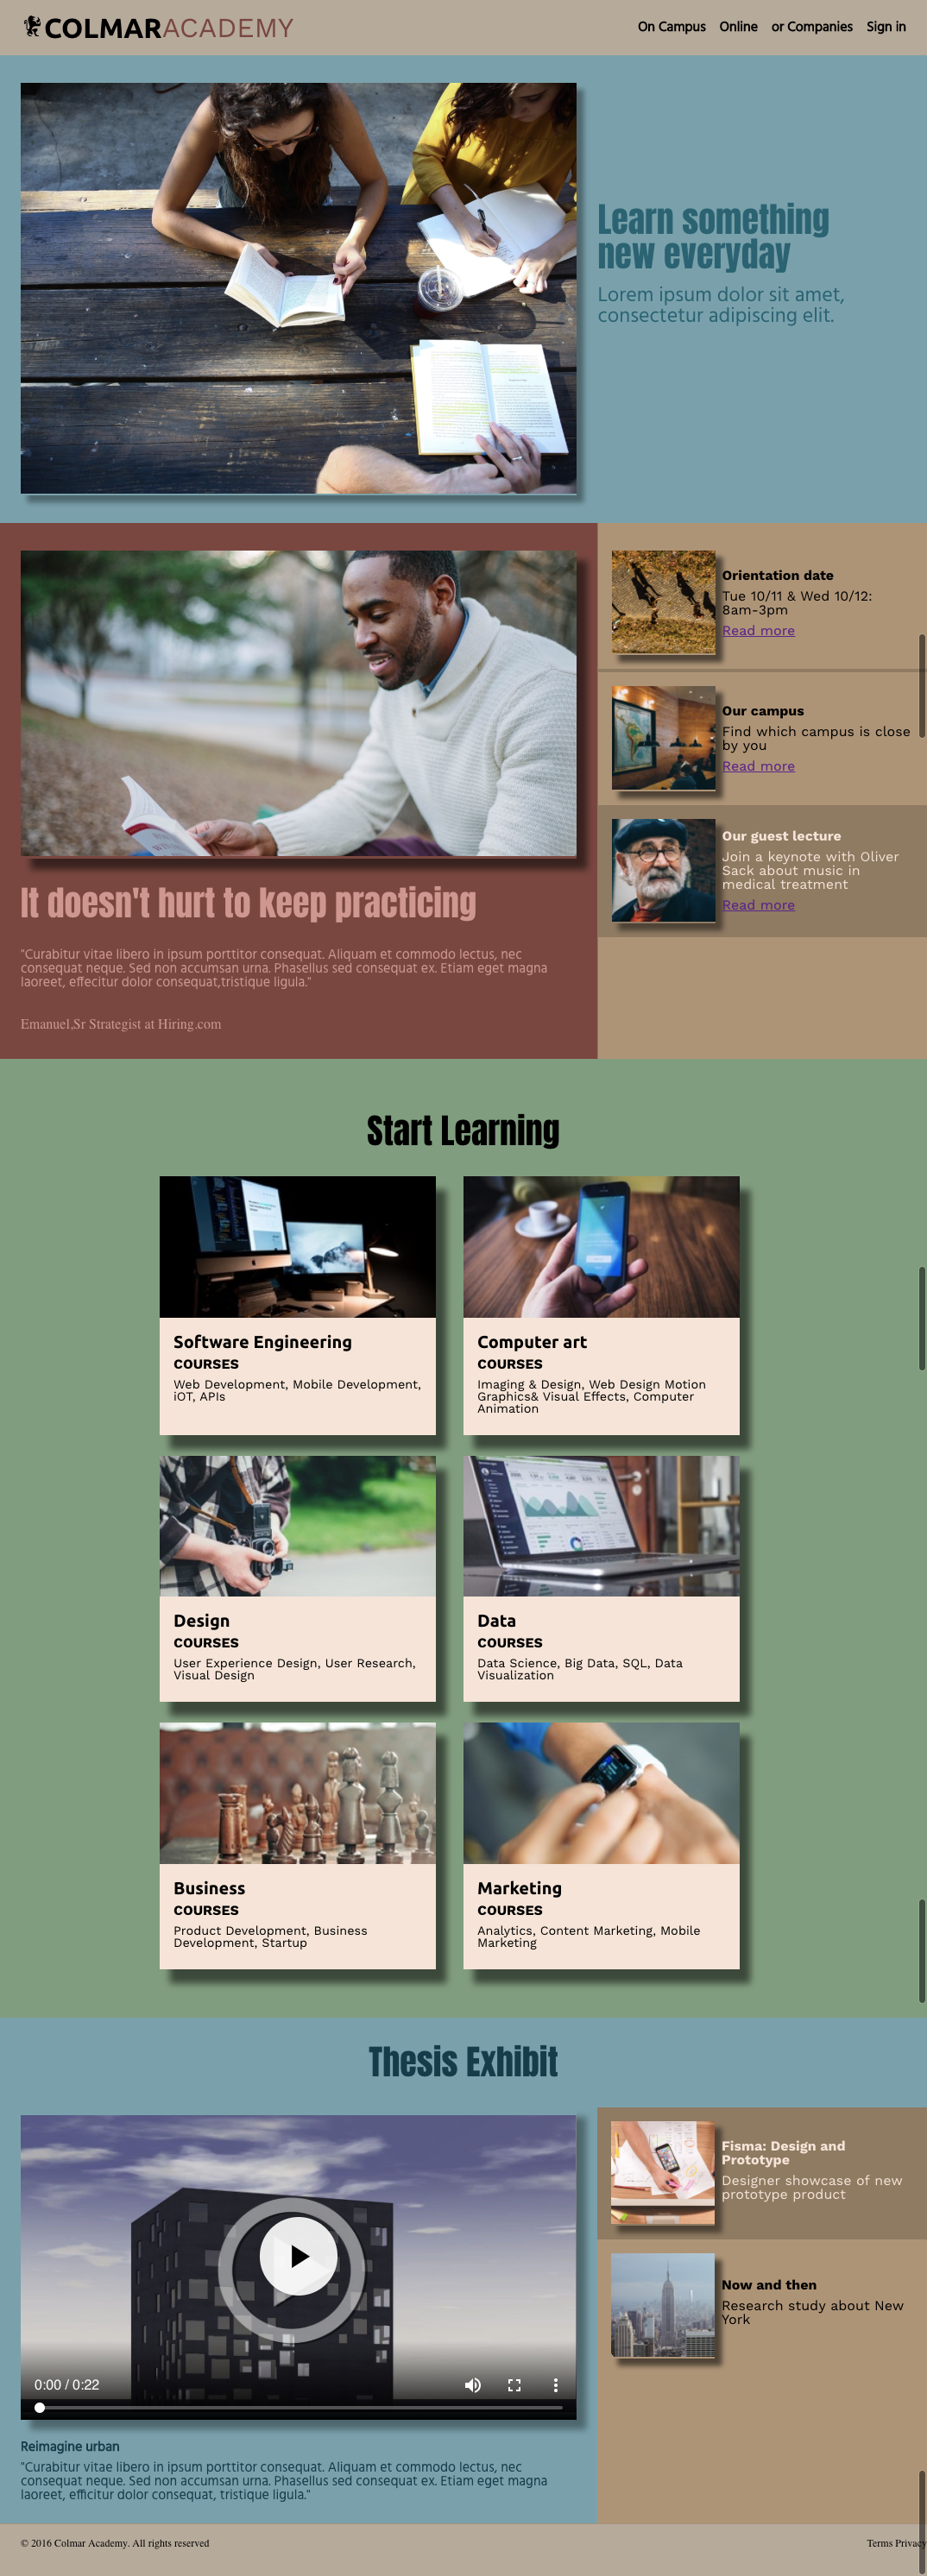 COLMARACADEMY
On Campus Online or Companies Sign in
Learn something
new everyday
Lorem ipsum dolor sit amet,
consectetur adipiscing elit.
It doesn't hurt to keep practicing
"Curabitur vitae libero in ipsum porttitor consequat. Aliquam et commodo lectus, nec
consequat neque. Sed non accumsan urna. Phasellus sed consequat ex. Etiam eget magna
laoreet, effecitur dolor consequat,tristique ligula."
Emanuel,Sr Strategist at Hiring.com
Orientation date
Tue 10/11 & Wed 10/12:
8am-3pm
Read more
Our campus
Find which campus is close
by you
Read more
Our guest lecture
Join a keynote with Oliver
Sack about music in
medical treatment
Read more
Start Learning
Software Engineering
COURSES
Web Development, Mobile Development,
iOT, APIs
Computer art
COURSES
Imaging & Design, Web Design Motion
Graphics& Visual Effects, Computer
Animation
Design
COURSES
User Experience Design, User Research,
Visual Design
Data
COURSES
Data Science, Big Data, SQL, Data
Visualization
Business
COURSES
Product Development, Business
Development, Startup
Marketing
COURSES
Analytics, Content Marketing, Mobile
Marketing
Thesis Exhibit
0:00 / 0:22
Reimagine urban
"Curabitur vitae libero in ipsum porttitor consequat. Aliquam et commodo lectus, nec
consequat neque. Sed non accumsan urna. Phasellus sed consequat ex. Etiam eget magna
laoreet, efficitur dolor consequat, tristique ligula."
Fisma: Design and
Prototype
Designer showcase of new
prototype product
Now and then
Research study about New
York
© 2016 Colmar Academy. All rights reserved
Terms Privacy